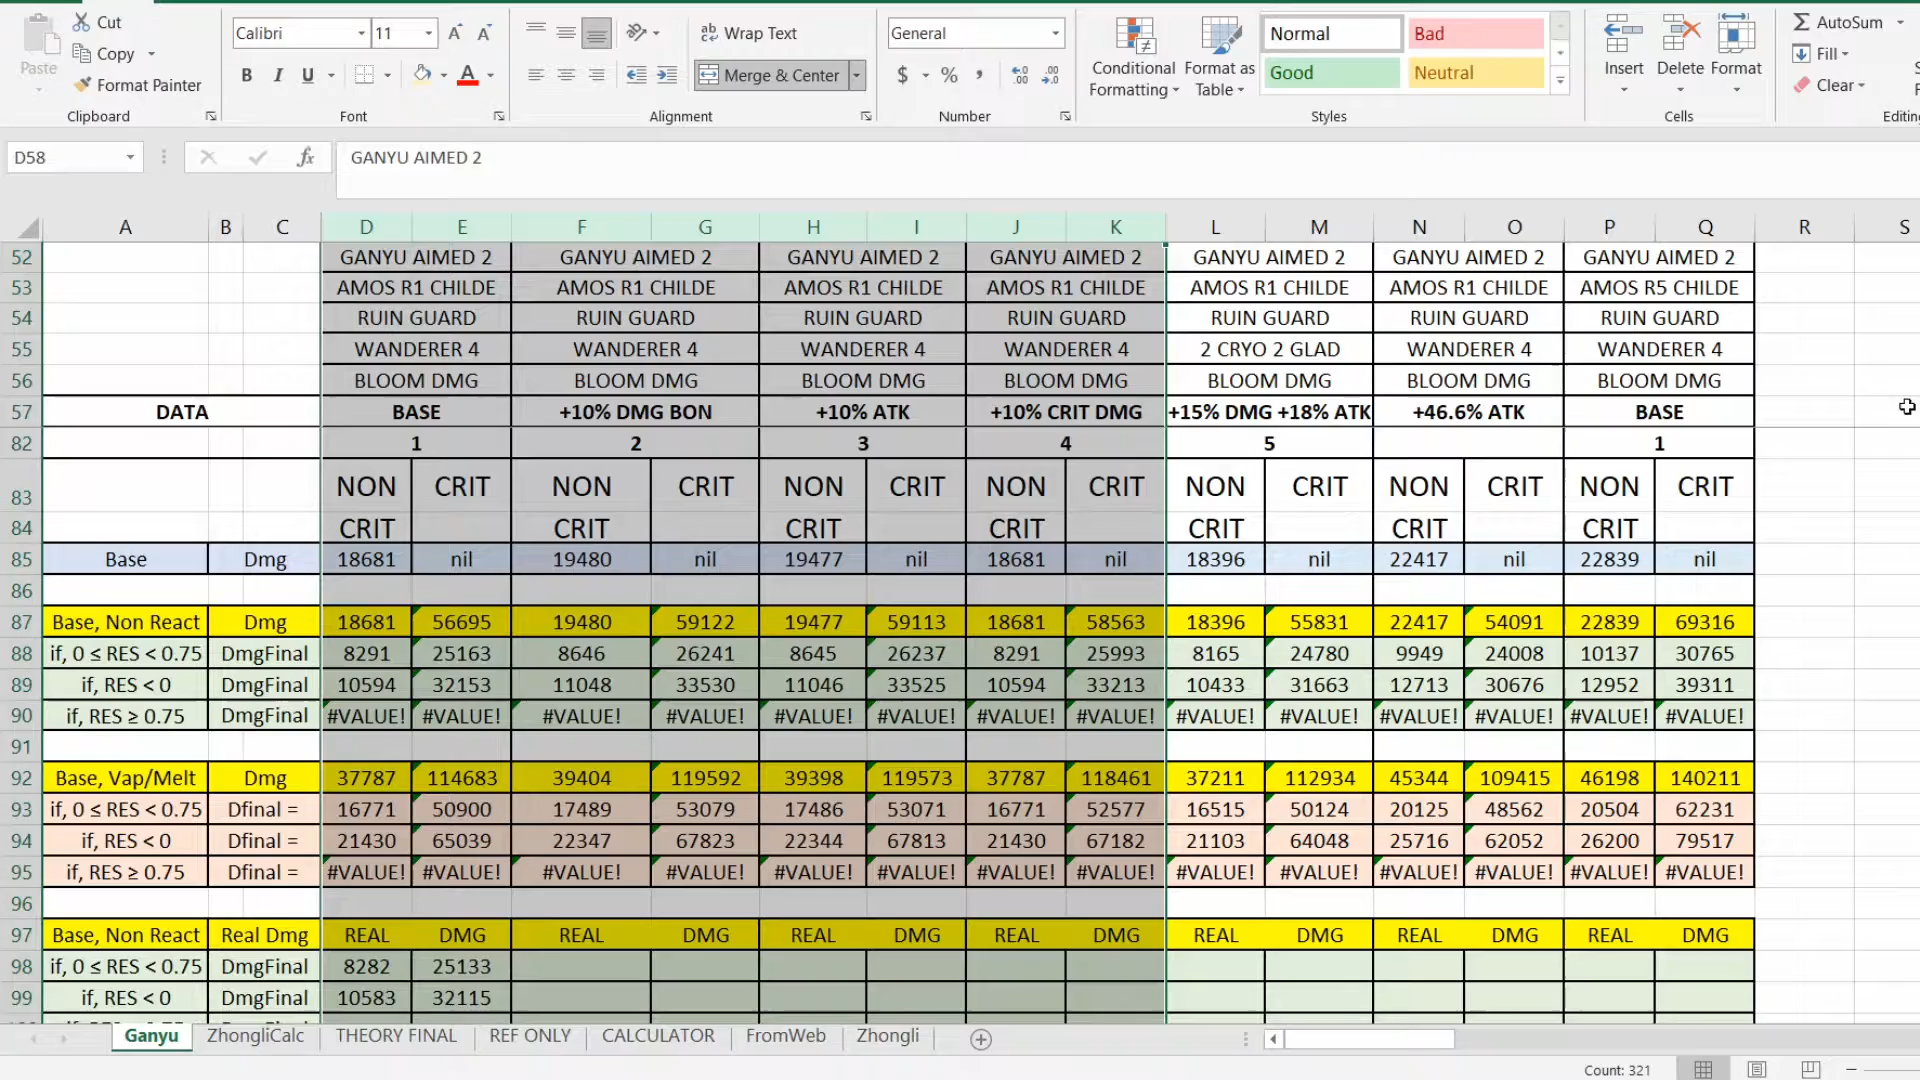 Paste
Cut
Copy
Format Painter
Clipboard
Calibri 11 A A
B I U A
Font
ab Wrap Text
Merge & Center
Alignment
General
$ % ,
Number
Conditional Formatting
Format as Table
Normal Bad
Good Neutral
Styles
Insert Delete Format
Cells
AutoSum
Fill
Clear
Editing
D58 fx GANYU AIMED 2
A B C D E F G H I J K L M N O P Q R S
52 GANYU AIMED 2 GANYU AIMED 2 GANYU AIMED 2 GANYU AIMED 2 GANYU AIMED 2 GANYU AIMED 2 GANYU AIMED 2
53 AMOS R1 CHILDE AMOS R1 CHILDE AMOS R1 CHILDE AMOS R1 CHILDE AMOS R1 CHILDE AMOS R1 CHILDE AMOS R5 CHILDE
54 RUIN GUARD RUIN GUARD RUIN GUARD RUIN GUARD RUIN GUARD RUIN GUARD RUIN GUARD
55 WANDERER 4 WANDERER 4 WANDERER 4 WANDERER 4 2 CRYO 2 GLAD WANDERER 4 WANDERER 4
56 BLOOM DMG BLOOM DMG BLOOM DMG BLOOM DMG BLOOM DMG BLOOM DMG BLOOM DMG
57 DATA BASE +10% DMG BON +10% ATK +10% CRIT DMG +15% DMG +18% ATK +46.6% ATK BASE
82 1 2 3 4 5 1
83 NON CRIT NON CRIT NON CRIT NON CRIT NON CRIT NON CRIT NON CRIT
84 CRIT CRIT CRIT CRIT CRIT CRIT CRIT
85 Base Dmg 18681 nil 19480 nil 19477 nil 18681 nil 18396 nil 22417 nil 22839 nil
86
87 Base, Non React Dmg 18681 56695 19480 59122 19477 59113 18681 58563 18396 55831 22417 54091 22839 69316
88 if, 0 ≤ RES < 0.75 DmgFinal 8291 25163 8646 26241 8645 26237 8291 25993 8165 24780 9949 24008 10137 30765
89 if, RES < 0 DmgFinal 10594 32153 11048 33530 11046 33525 10594 33213 10433 31663 12713 30676 12952 39311
90 if, RES ≥ 0.75 DmgFinal #VALUE! #VALUE! #VALUE! #VALUE! #VALUE! #VALUE! #VALUE! #VALUE! #VALUE! #VALUE! #VALUE! #VALUE! #VALUE! #VALUE!
91
92 Base, Vap/Melt Dmg 37787 114683 39404 119592 39398 119573 37787 118461 37211 112934 45344 109415 46198 140211
93 if, 0 ≤ RES < 0.75 Dfinal = 16771 50900 17489 53079 17486 53071 16771 52577 16515 50124 20125 48562 20504 62231
94 if, RES < 0 Dfinal = 21430 65039 22347 67823 22344 67813 21430 67182 21103 64048 25716 62052 26200 79517
95 if, RES ≥ 0.75 Dfinal = #VALUE! #VALUE! #VALUE! #VALUE! #VALUE! #VALUE! #VALUE! #VALUE! #VALUE! #VALUE! #VALUE! #VALUE! #VALUE! #VALUE!
96
97 Base, Non React Real Dmg REAL DMG REAL DMG REAL DMG REAL DMG REAL DMG REAL DMG REAL DMG
98 if, 0 ≤ RES < 0.75 DmgFinal 8282 25133
99 if, RES < 0 DmgFinal 10583 32115
Ganyu ZhongliCalc THEORY FINAL REF ONLY CALCULATOR FromWeb Zhongli
Count: 321